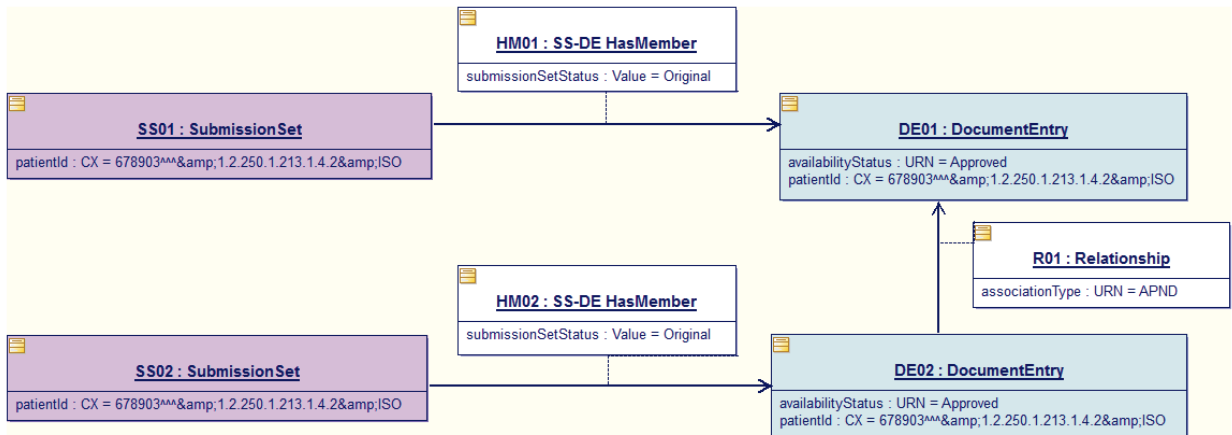 HM01 : SS-DE HasMember
submissionSetStatus : Value = Original
SS01 : SubmissionSet
patientId : CX = 678903^^^&amp;1.2.250.1.213.1.4.2&amp;ISO
DE01 : DocumentEntry
availabilityStatus : URN = Approved
patientId : CX = 678903^^^&amp;1.2.250.1.213.1.4.2&amp;ISO
R01 : Relationship
associationType : URN = APND
HM02 : SS-DE HasMember
submissionSetStatus : Value = Original
SS02 : SubmissionSet
patientId : CX = 678903^^^&amp;1.2.250.1.213.1.4.2&amp;ISO
DE02 : DocumentEntry
availabilityStatus : URN = Approved
patientId : CX = 678903^^^&amp;1.2.250.1.213.1.4.2&amp;ISO